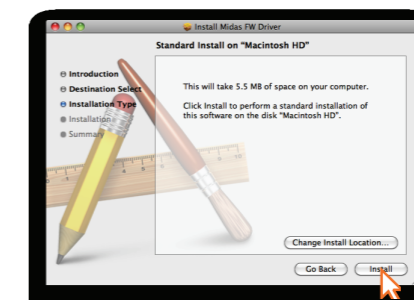 Install Midas FW Driver
Standard Install on "Macintosh HD"
Introduction
Destination Select
Installation Type
Installation
Summary
This will take 5.5 MB of space on your computer.
Click Install to perform a standard installation of
this software on the disk "Macintosh HD".
Change Install Location...
Go Back
Install